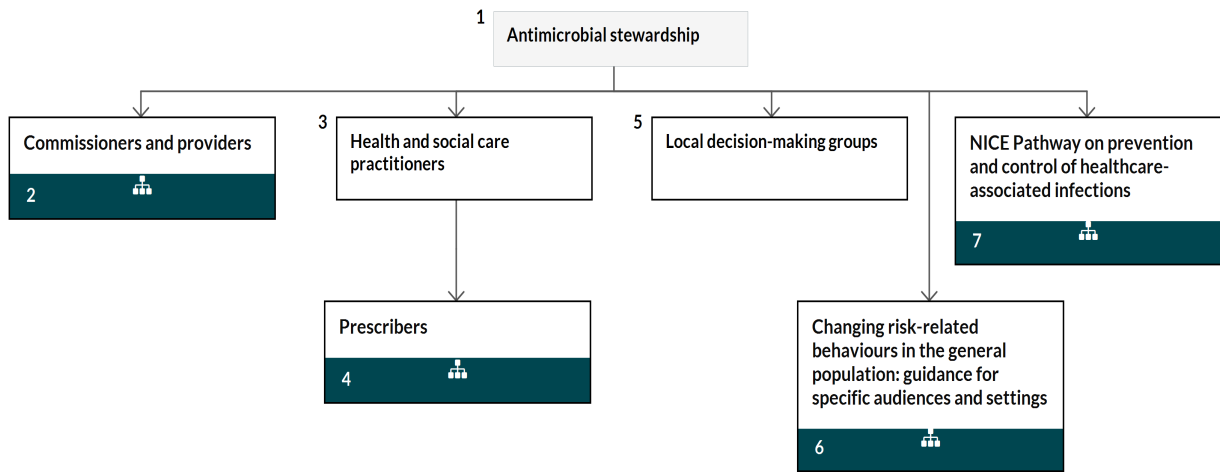 1
Antimicrobial stewardship
Commissioners and providers
2
3
Health and social care
practitioners
5
Local decision-making groups
NICE Pathway on prevention
and control of healthcare-
associated infections
7
Prescribers
4
Changing risk-related
behaviours in the general
population: guidance for
specific audiences and settings
6